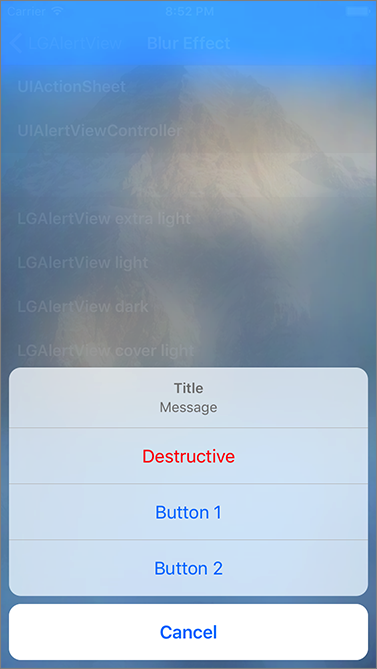 Carrier 8:52 PM
LGAlertView Blur Effect
UIActionSheet
UIAlertViewController
LGAlertView extra light
LGAlertView light
LGAlertView dark
LGAlertView cover light
Title
Message
Destructive
Button 1
Button 2
Cancel